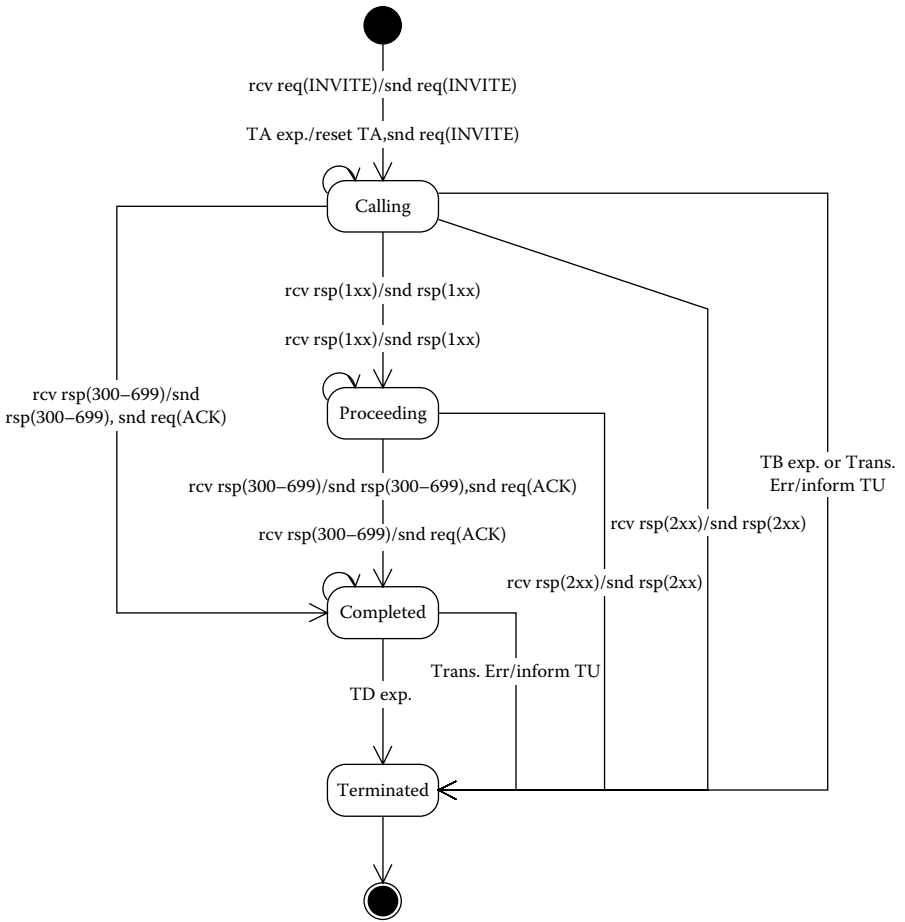 rcv req(INVITE)/snd req(INVITE)
TA exp./reset TA,snd req(INVITE)
Calling
rcv rsp(1xx)/snd rsp(1xx)
rcv rsp(1xx)/snd rsp(1xx)
rcv rsp(300–699)/snd
rsp(300–699), snd req(ACK)
Proceeding
TB exp. or Trans.
Err/inform TU
rcv rsp(300–699)/snd rsp(300–699),snd req(ACK)
rcv rsp(2xx)/snd rsp(2xx)
rcv rsp(300–699)/snd req(ACK)
rcv rsp(2xx)/snd rsp(2xx)
Completed
Trans. Err/inform TU
TD exp.
Terminated